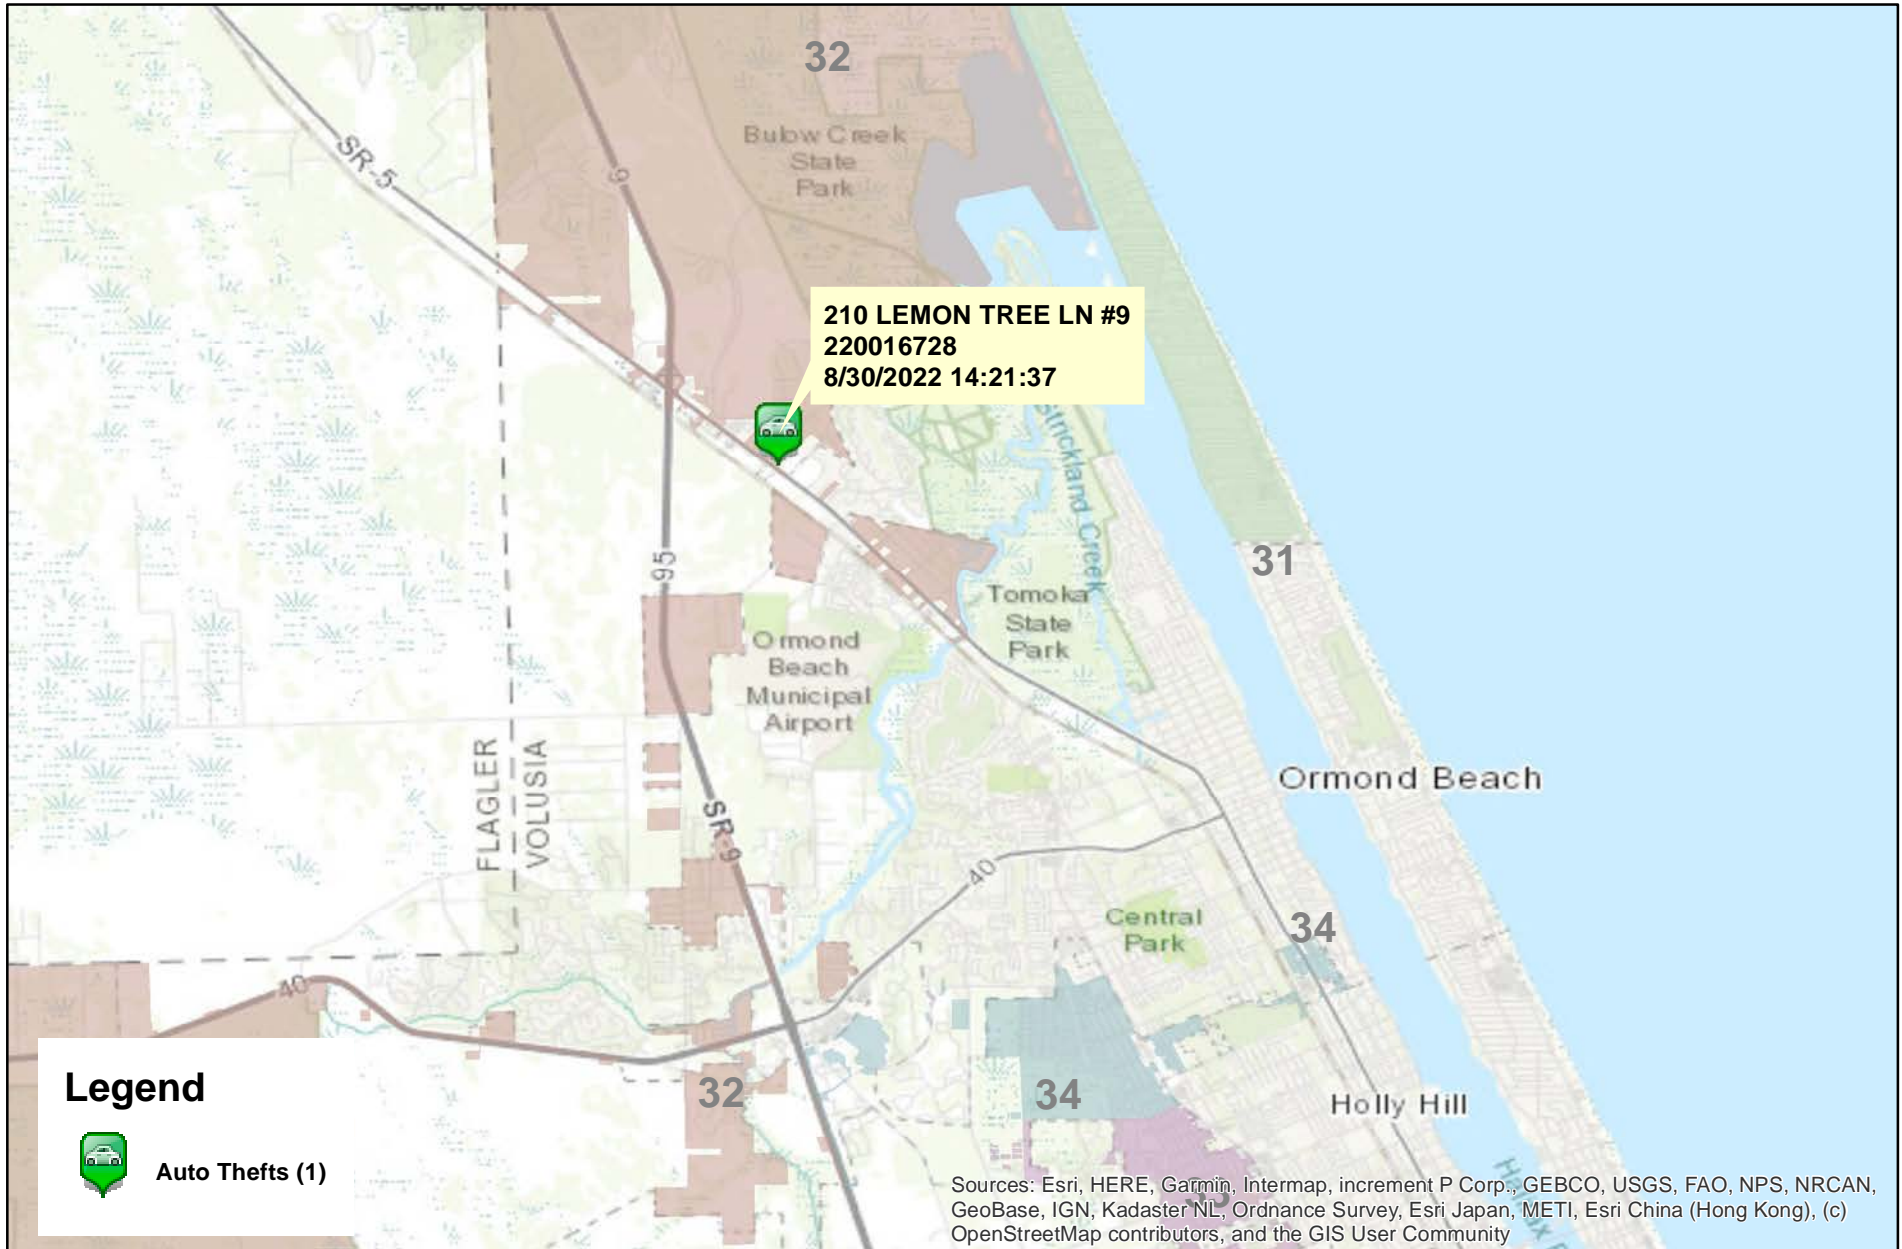 32
Bulow Creek
State
Park
SR-5
210 LEMON TREE LN #9
220016728
8/30/2022 14:21:37
Strickland Creek
95
31
Tomoka
State
Park
Ormond
Beach
Municipal
Airport
FLAGLER
VOLUSIA
SR-9
Ormond Beach
40
Central
Park
34
40
32
34
Holly Hill
Legend
Auto Thefts (1)
Sources: Esri, HERE, Garmin, Intermap, increment P Corp., GEBCO, USGS, FAO, NPS, NRCAN,
GeoBase, IGN, Kadaster NL, Ordnance Survey, Esri Japan, METI, Esri China (Hong Kong), (c)
OpenStreetMap contributors, and the GIS User Community